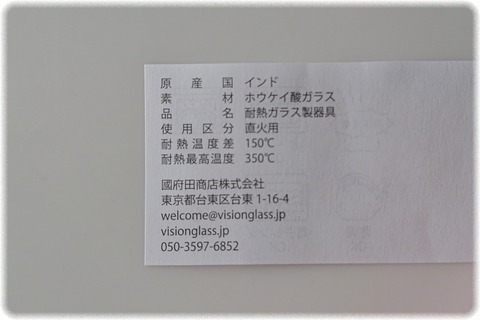 原産国 インド
素材 ホウケイ酸ガラス
品名 耐熱ガラス製器具
使用区分 直火用
耐熱温度差 150℃
耐熱最高温度 350℃
國府田商店株式会社
東京都台東区台東 1-16-4
welcome@visionglass.jp
visionglass.jp
050-3597-6852